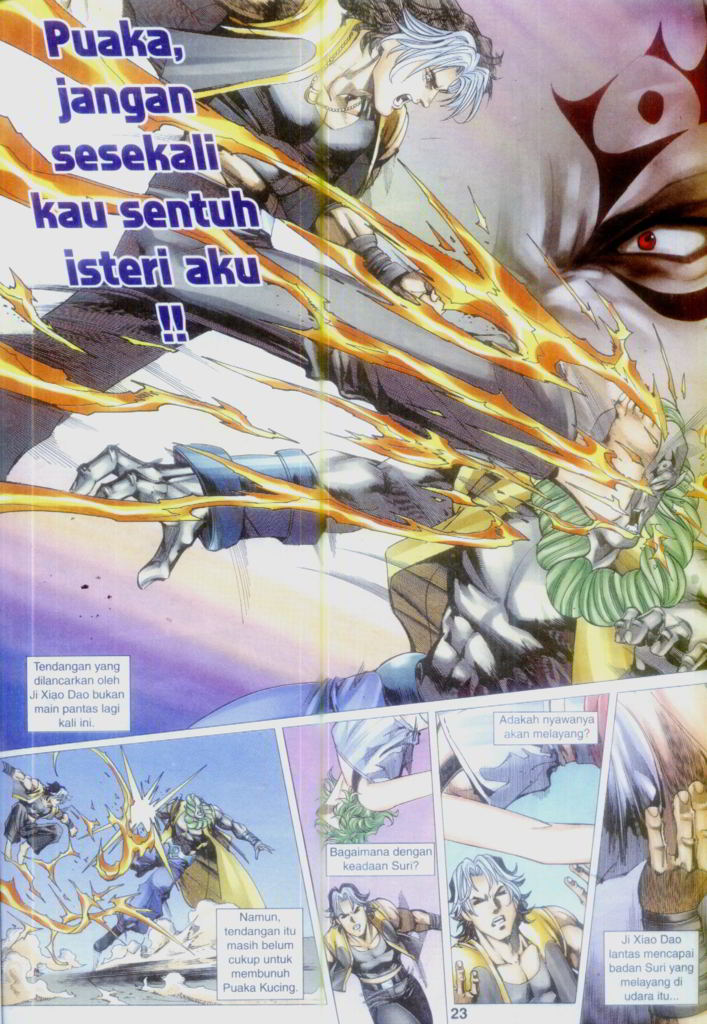 Puaka,
jangan
sesekali
kau sentuh
isteri aku
!!
Tendangan yang
dilancarkan oleh
Ji Xiao Dao bukan
main pantas lagi
kali ini.
Namun,
tendangan itu
masih belum
cukup untuk
membunuh
Puaka Kucing.
Bagaimana dengan
keadaan Suri?
Adakah nyawanya
akan melayang?
Ji Xiao Dao
lantas mencapai
badan Suri yang
melayang di
udara itu...
23